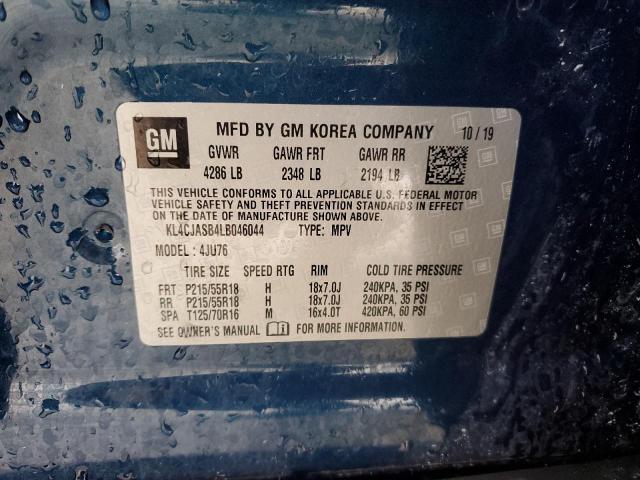 GM MFD BY GM KOREA COMPANY 10/19
GVWR GAWR FRT GAWR RR
4286 LB 2348 LB 2194 LB
THIS VEHICLE CONFORMS TO ALL APPLICABLE U.S. FEDERAL MOTOR
VEHICLE SAFETY AND THEFT PREVENTION STANDARDS IN EFFECT ON
THE DATE OF MANUFACTURE SHOWN ABOVE.
KL4CJASB4LB046044 TYPE: MPV
MODEL: 4JU76
TIRE SIZE SPEED RTG RIM COLD TIRE PRESSURE
FRT P215/55R18 H 18x7.0J 240KPA, 35 PSI
RR P215/55R18 H 18x7.0J 240KPA, 35 PSI
SPA T125/70R16 M 16x4.0T 420KPA, 60 PSI
SEE OWNER'S MANUAL FOR MORE INFORMATION.